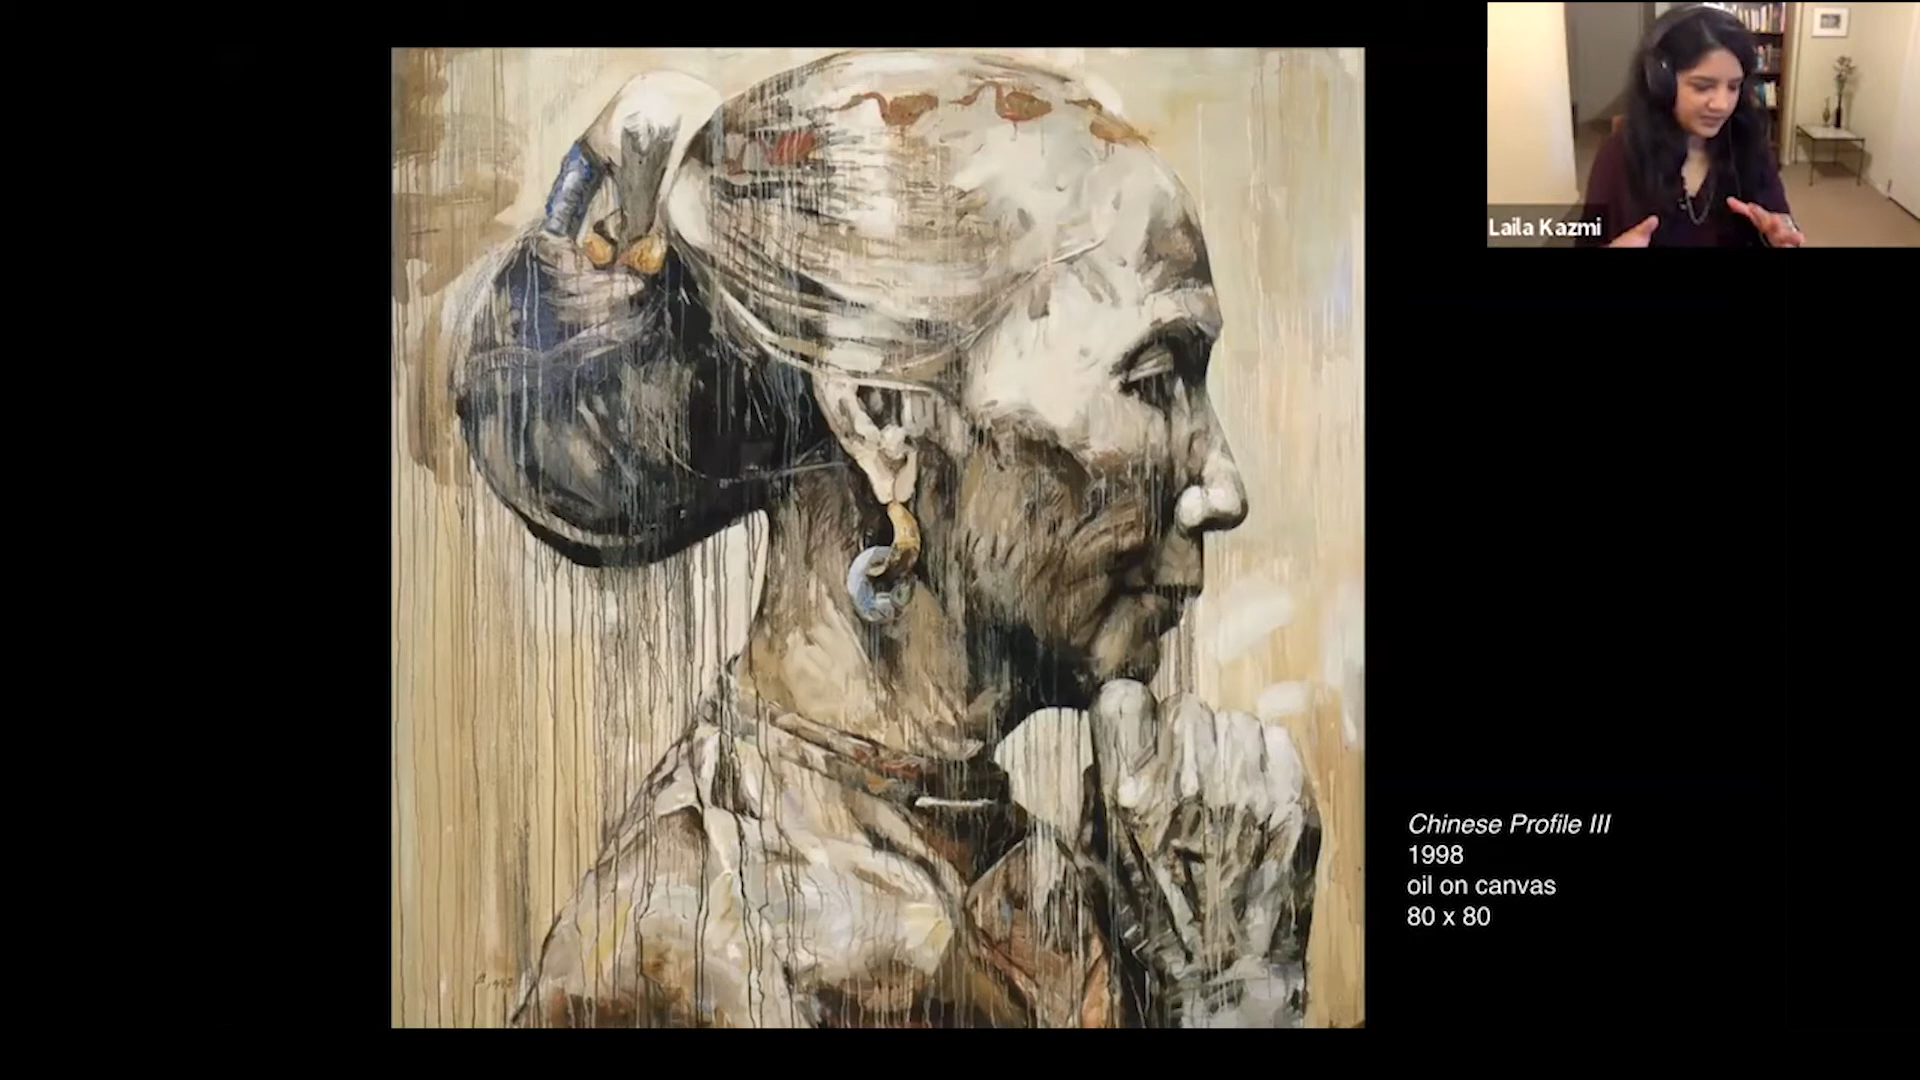 Laila Kazmi
Chinese Profile III
1998
oil on canvas
80 x 80